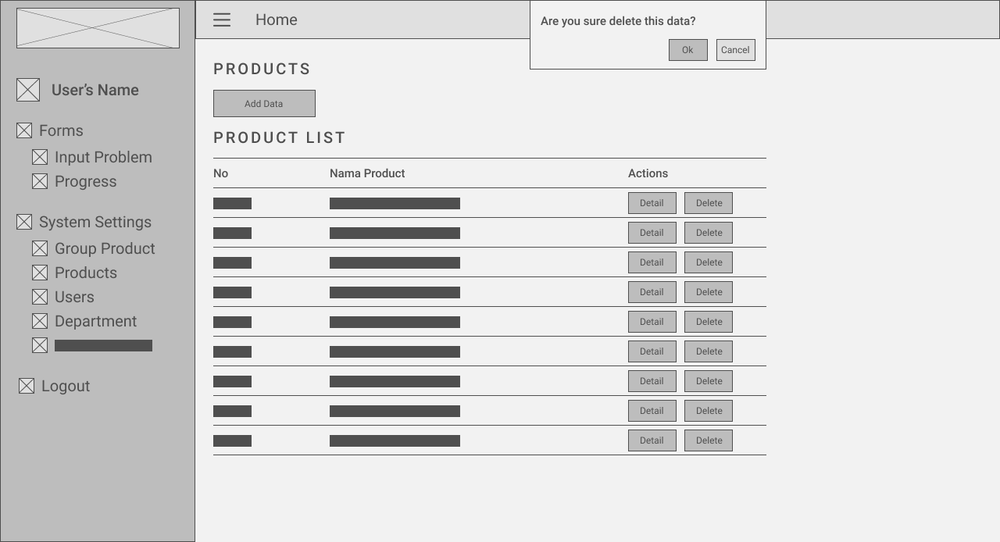 User’s Name
Forms
Input Problem
Progress
System Settings
Group Product
Products
Users
Department
Logout
Home
Are you sure delete this data?
Ok Cancel
PRODUCTS
Add Data
PRODUCT LIST
No Nama Product Actions
Detail Delete
Detail Delete
Detail Delete
Detail Delete
Detail Delete
Detail Delete
Detail Delete
Detail Delete
Detail Delete